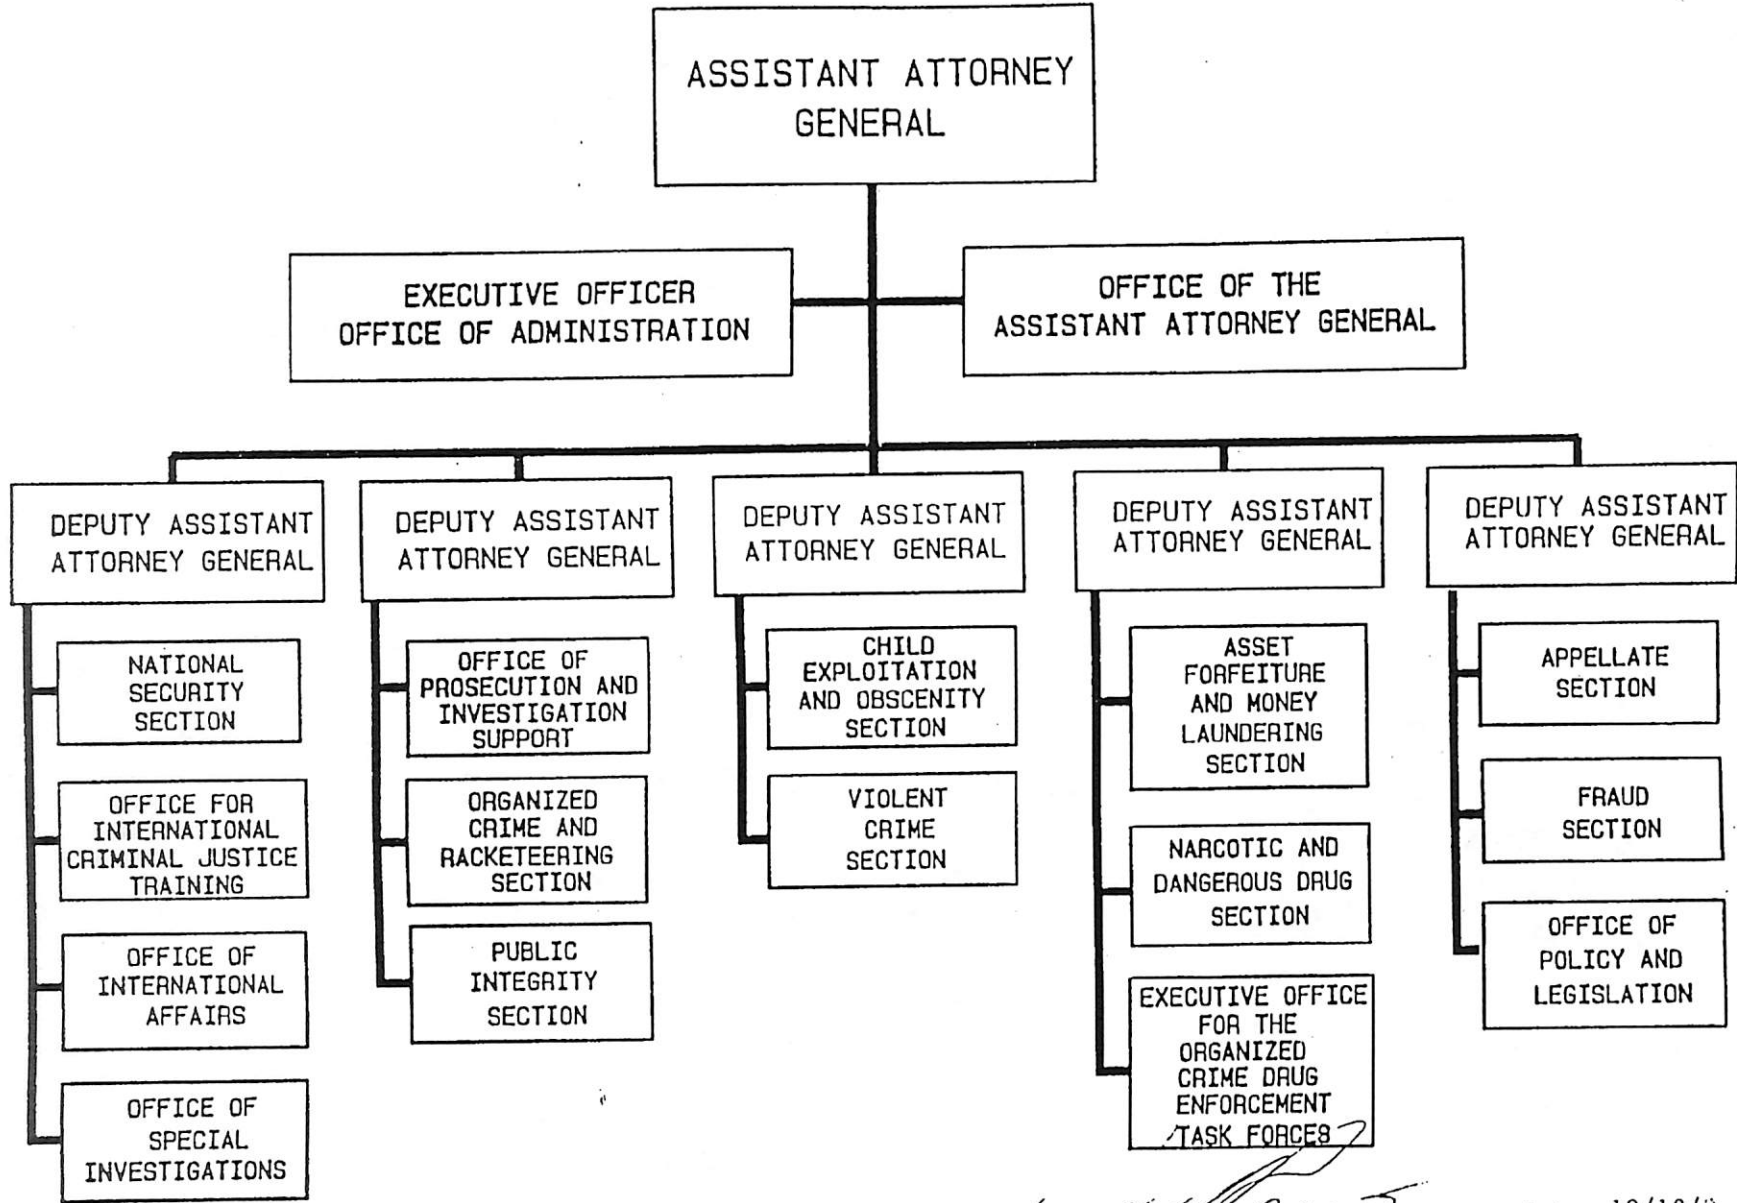 ASSISTANT ATTORNEY
GENERAL
EXECUTIVE OFFICER
OFFICE OF ADMINISTRATION
OFFICE OF THE
ASSISTANT ATTORNEY GENERAL
DEPUTY ASSISTANT
ATTORNEY GENERAL
NATIONAL
SECURITY
SECTION
OFFICE FOR
INTERNATIONAL
CRIMINAL JUSTICE
TRAINING
OFFICE OF
INTERNATIONAL
AFFAIRS
OFFICE OF
SPECIAL
INVESTIGATIONS
DEPUTY ASSISTANT
ATTORNEY GENERAL
OFFICE OF
PROSECUTION AND
INVESTIGATION
SUPPORT
ORGANIZED
CRIME AND
RACKETEERING
SECTION
PUBLIC
INTEGRITY
SECTION
DEPUTY ASSISTANT
ATTORNEY GENERAL
CHILD
EXPLOITATION
AND OBSCENITY
SECTION
VIOLENT
CRIME
SECTION
DEPUTY ASSISTANT
ATTORNEY GENERAL
ASSET
FORFEITURE
AND MONEY
LAUNDERING
SECTION
NARCOTIC AND
DANGEROUS DRUG
SECTION
EXECUTIVE OFFICE
FOR THE
ORGANIZED
CRIME DRUG
ENFORCEMENT
TASK FORCES
DEPUTY ASSISTANT
ATTORNEY GENERAL
APPELLATE
SECTION
FRAUD
SECTION
OFFICE OF
POLICY AND
LEGISLATION